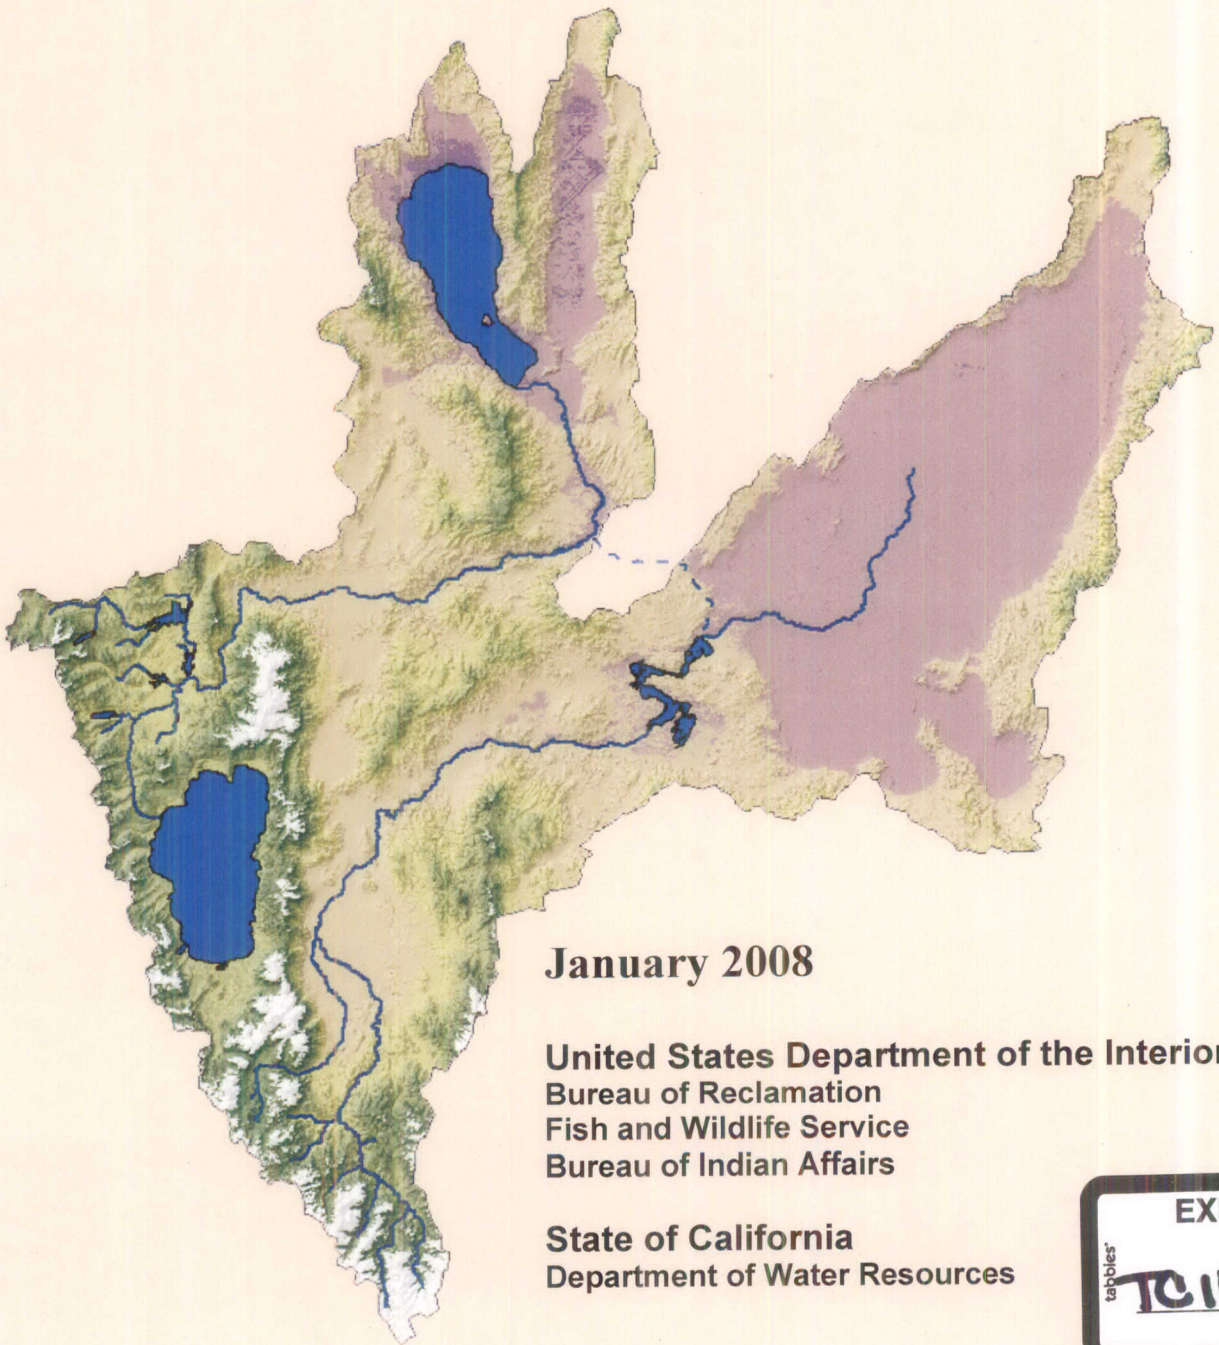 January 2008
United States Department of the Interior
Bureau of Reclamation
Fish and Wildlife Service
Bureau of Indian Affairs
State of California
Department of Water Resources
tabbies'